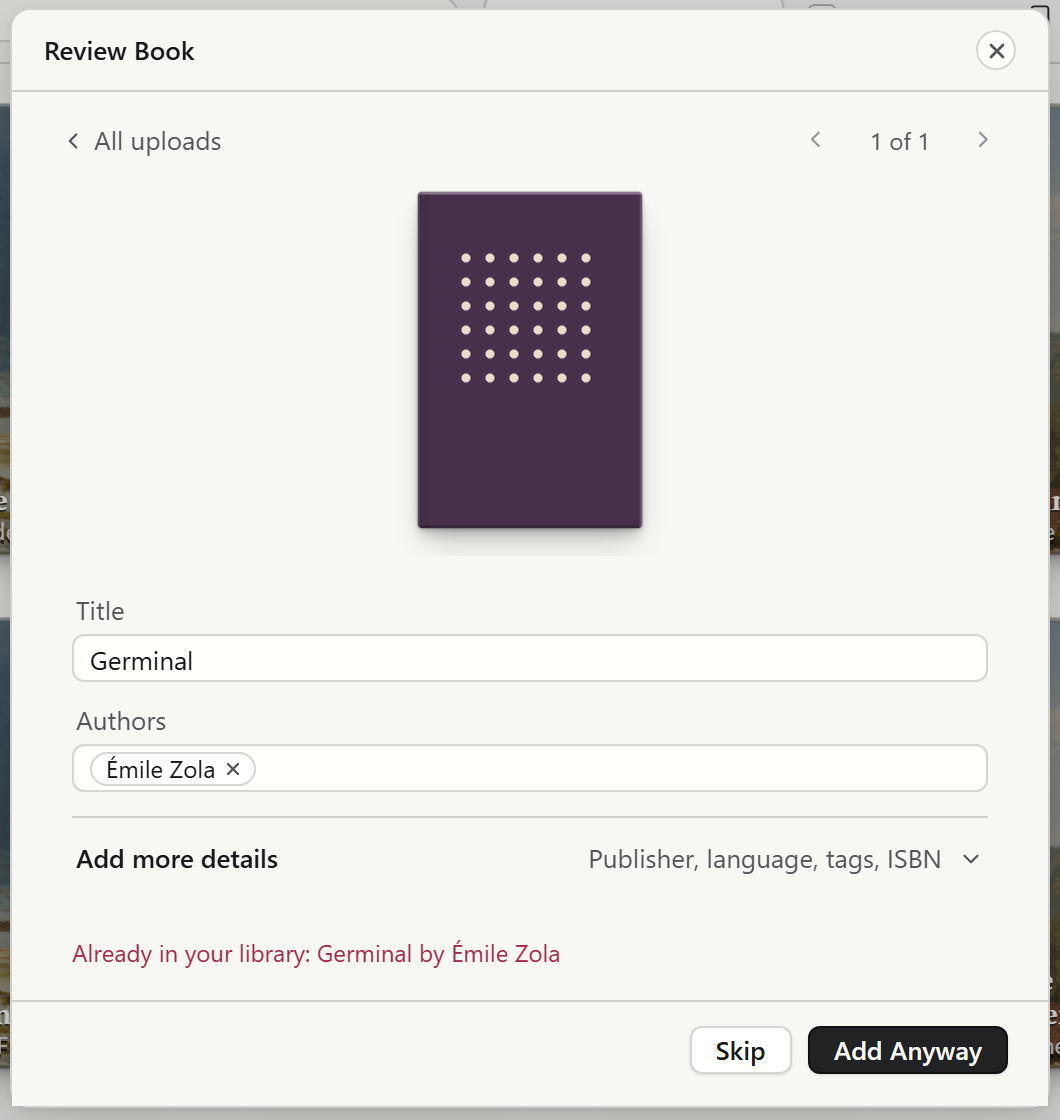 Review Book
All uploads
1 of 1
Title
Germinal
Authors
Émile Zola
Add more details
Publisher, language, tags, ISBN
Already in your library: Germinal by Émile Zola
Skip
Add Anyway